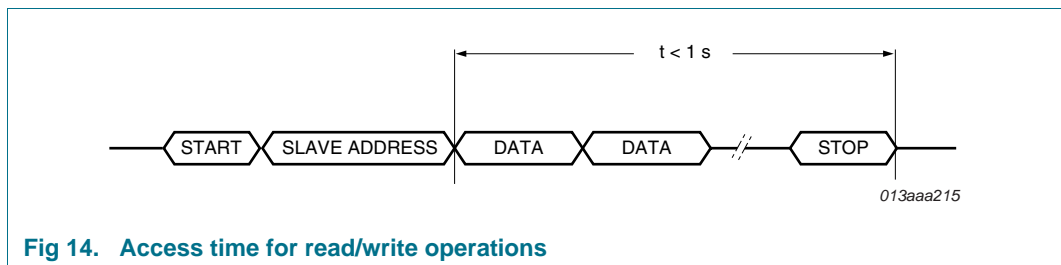 t < 1 s
START SLAVE ADDRESS DATA DATA STOP
013aaa215
Fig 14. Access time for read/write operations